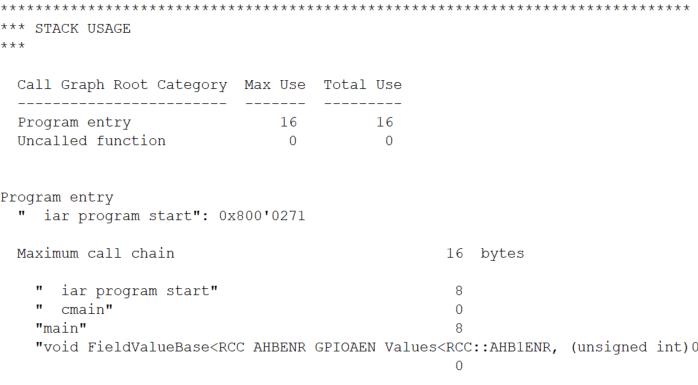 *******************************************************************************
*** STACK USAGE
***
Call Graph Root Category  Max Use  Total Use
------------------------  -------  ---------
Program entry                  16         16
Uncalled function               0          0
Program entry
"  iar program start": 0x800'0271
Maximum call chain                               16  bytes
"  iar program start"                             8
"  cmain"                                         0
"main"                                            8
"void FieldValueBase<RCC AHBENR GPIOAEN Values<RCC::AHB1ENR, (unsigned int)0
0